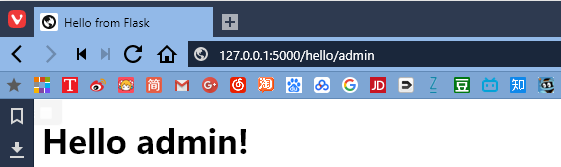 Hello from Flask
127.0.0.1:5000/hello/admin
T 简 G+ 淘 G JD Z 豆 知
Hello admin!